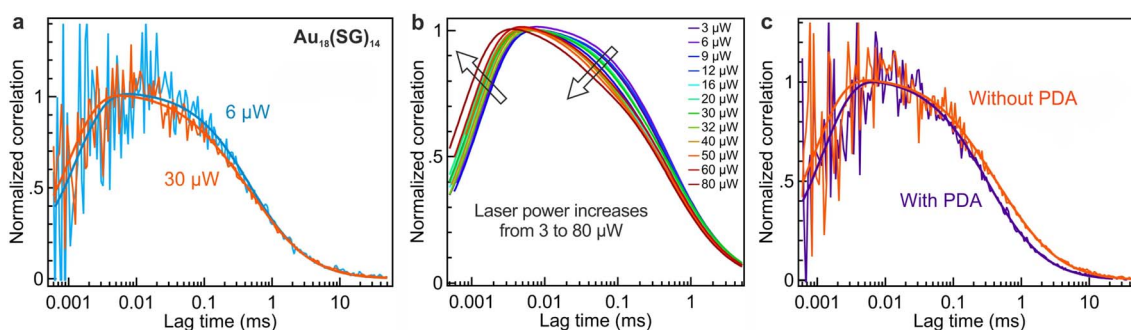 a
Au₁₈(SG)₁₄
Normalized correlation
1
.5
0
6 µW
30 µW
0.001
0.01
0.1
1
10
Lag time (ms)
b
Normalized correlation
1
.5
0
3 µW
6 µW
9 µW
12 µW
16 µW
20 µW
30 µW
32 µW
40 µW
50 µW
60 µW
80 µW
Laser power increases
from 3 to 80 µW
0.001
0.01
0.1
1
Lag time (ms)
c
Normalized correlation
1
.5
0
Without PDA
With PDA
0.001
0.01
0.1
1
10
Lag time (ms)